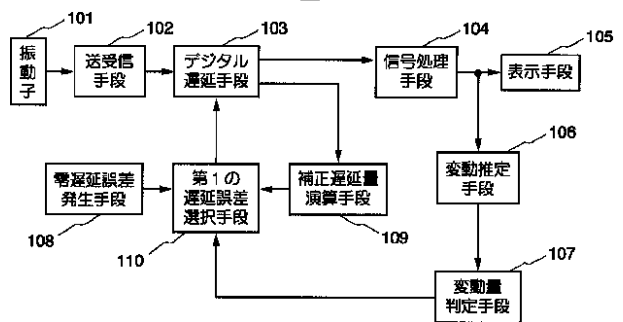 101
振
動
子
102
送受信
手段
103
デジタル
遅延手段
104
信号処理
手段
105
表示手段
106
変動推定
手段
107
変動量
判定手段
零遅延誤差
発生手段
108
第１の
遅延誤差
選択手段
110
補正遅延量
演算手段
109